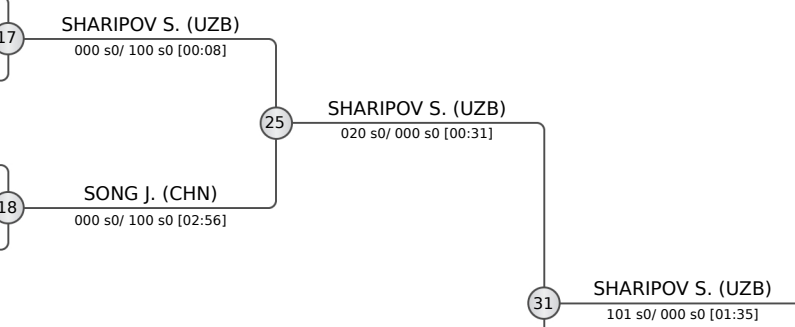 SHARIPOV S. (UZB)
17
000 s0/ 100 s0 [00:08]
SHARIPOV S. (UZB)
25
020 s0/ 000 s0 [00:31]
SONG J. (CHN)
18
000 s0/ 100 s0 [02:56]
SHARIPOV S. (UZB)
31
101 s0/ 000 s0 [01:35]